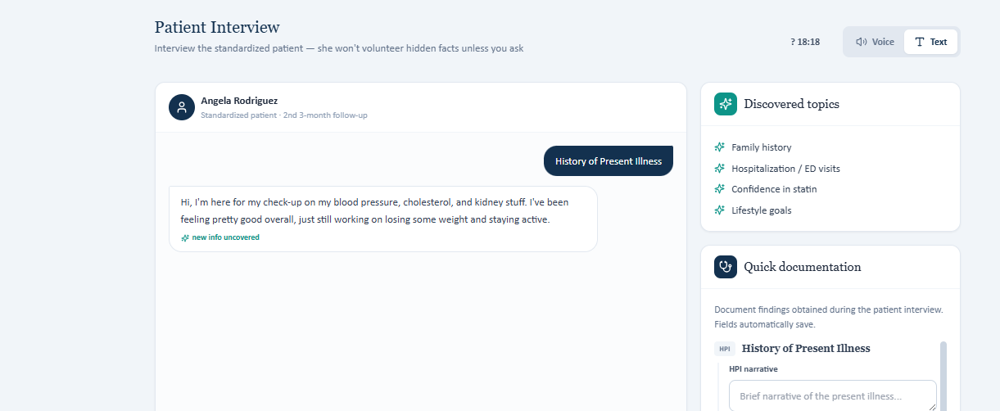 Patient Interview
Interview the standardized patient — she won't volunteer hidden facts unless you ask
? 18:18
Voice
Text
Angela Rodriguez
Standardized patient · 2nd 3-month follow-up
History of Present Illness
Hi, I'm here for my check-up on my blood pressure, cholesterol, and kidney stuff. I've been
feeling pretty good overall, just still working on losing some weight and staying active.
new info uncovered
Discovered topics
Family history
Hospitalization / ED visits
Confidence in statin
Lifestyle goals
Quick documentation
Document findings obtained during the patient interview.
Fields automatically save.
HPI History of Present Illness
HPI narrative
Brief narrative of the present illness...